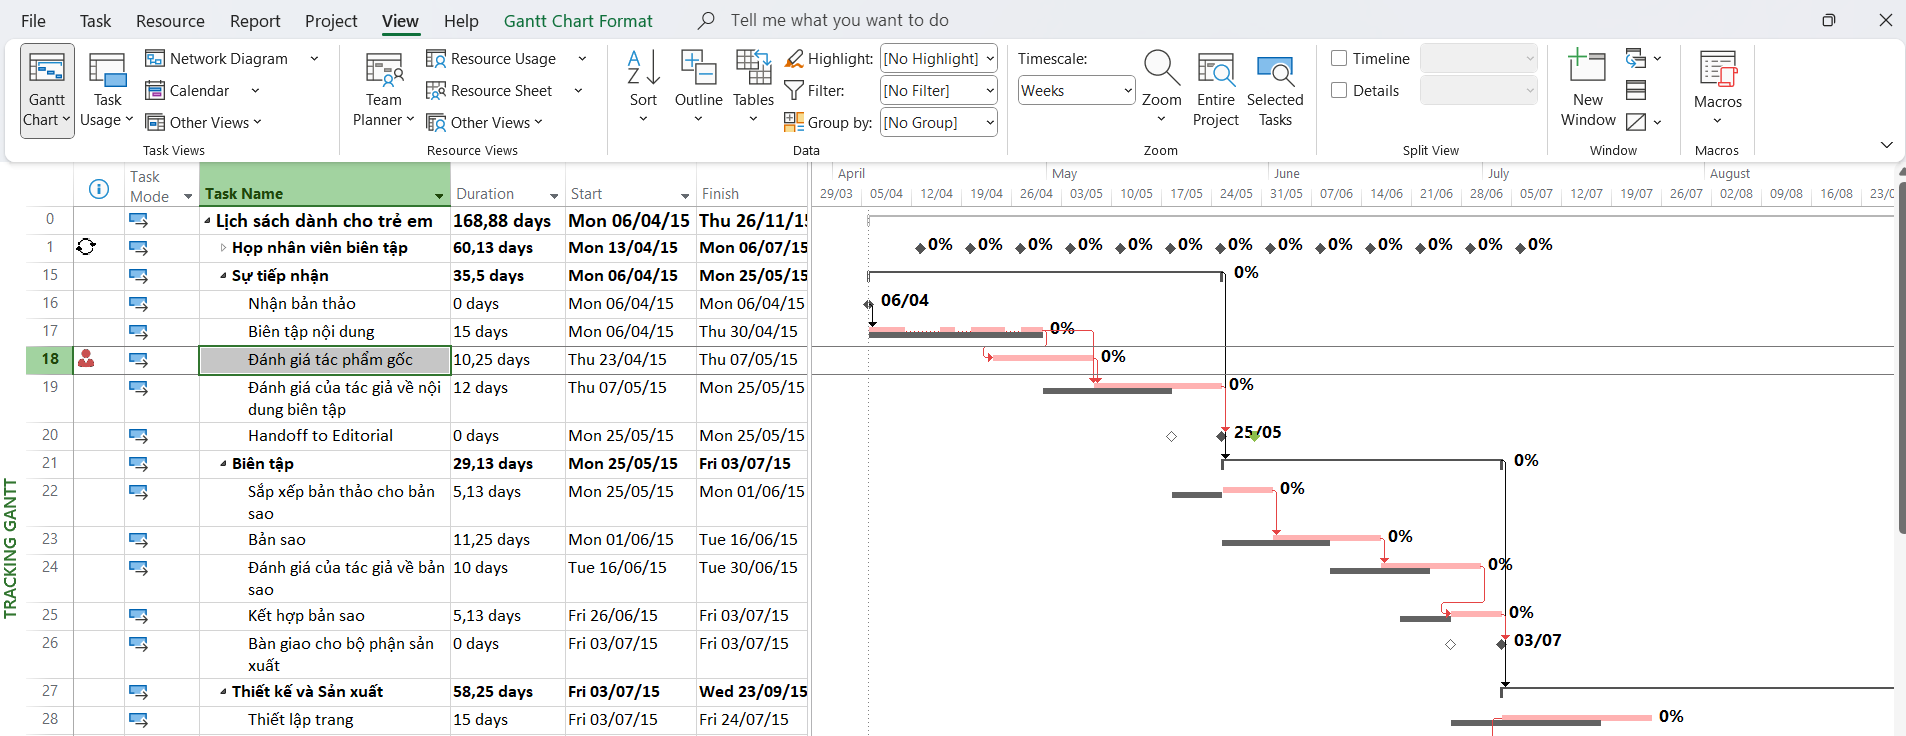 File Task Resource Report Project View Help Gantt Chart Format Tell me what you want to do
Network Diagram Resource Usage Highlight: [No Highlight] Timescale: Timeline
Calendar Resource Sheet Filter: [No Filter] Weeks Details
Gantt Chart Task Usage Other Views Team Planner Other Views Sort Outline Tables Group by: [No Group] Zoom Entire Project Selected Tasks New Window Macros
Task Views Resource Views Data Zoom Split View Window Macros
Task Mode Task Name Duration Start Finish
April May June July August
29/03 05/04 12/04 19/04 26/04 03/05 10/05 17/05 24/05 31/05 07/06 14/06 21/06 28/06 05/07 12/07 19/07 26/07 02/08 09/08 16/08 23/0
0 Lịch sách dành cho trẻ em 168,88 days Mon 06/04/15 Thu 26/11/15
1 Họp nhân viên biên tập 60,13 days Mon 13/04/15 Mon 06/07/15 0% 0% 0% 0% 0% 0% 0% 0% 0% 0% 0% 0% 0%
15 Sự tiếp nhận 35,5 days Mon 06/04/15 Mon 25/05/15 0%
16 Nhận bản thảo 0 days Mon 06/04/15 Mon 06/04/15 06/04
17 Biên tập nội dung 15 days Mon 06/04/15 Thu 30/04/15 0%
18 Đánh giá tác phẩm gốc 10,25 days Thu 23/04/15 Thu 07/05/15 0%
19 Đánh giá của tác giả về nội 12 days Thu 07/05/15 Mon 25/05/15 0%
dung biên tập
20 Handoff to Editorial 0 days Mon 25/05/15 Mon 25/05/15 25/05
21 Biên tập 29,13 days Mon 25/05/15 Fri 03/07/15 0%
22 Sắp xếp bản thảo cho bản 5,13 days Mon 25/05/15 Mon 01/06/15 0%
sao
23 Bản sao 11,25 days Mon 01/06/15 Tue 16/06/15 0%
24 Đánh giá của tác giả về bản 10 days Tue 16/06/15 Tue 30/06/15 0%
sao
25 Kết hợp bản sao 5,13 days Fri 26/06/15 Fri 03/07/15 0%
26 Bàn giao cho bộ phận sản 0 days Fri 03/07/15 Fri 03/07/15 03/07
xuất
27 Thiết kế và Sản xuất 58,25 days Fri 03/07/15 Wed 23/09/15
28 Thiết lập trang 15 days Fri 03/07/15 Fri 24/07/15 0%
TRACKING GANTT